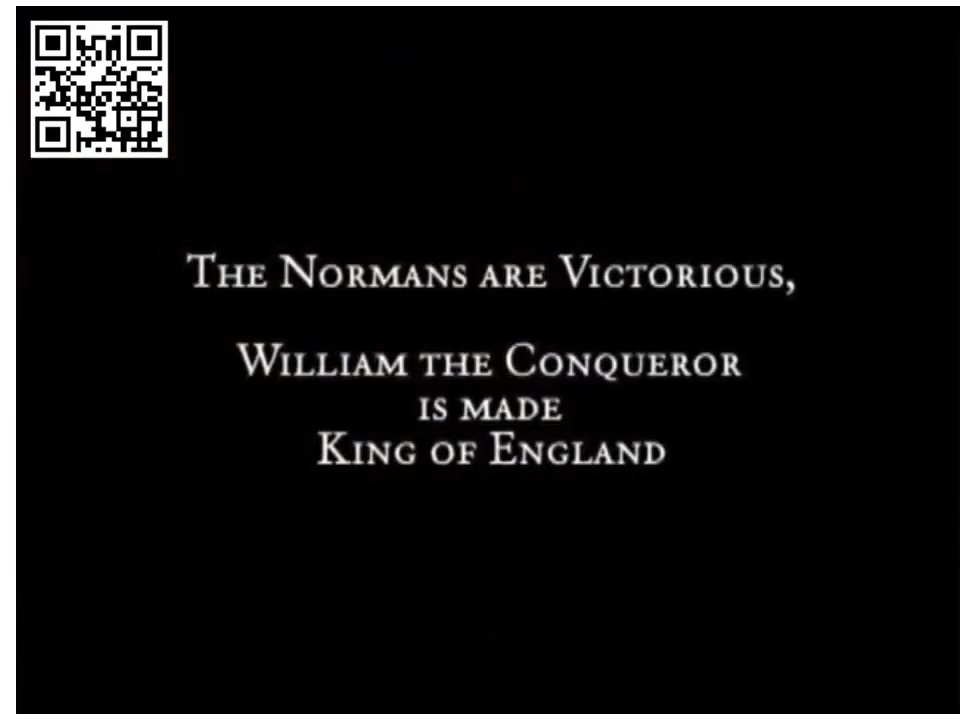 The Normans are Victorious,
William the Conqueror
is made
King of England